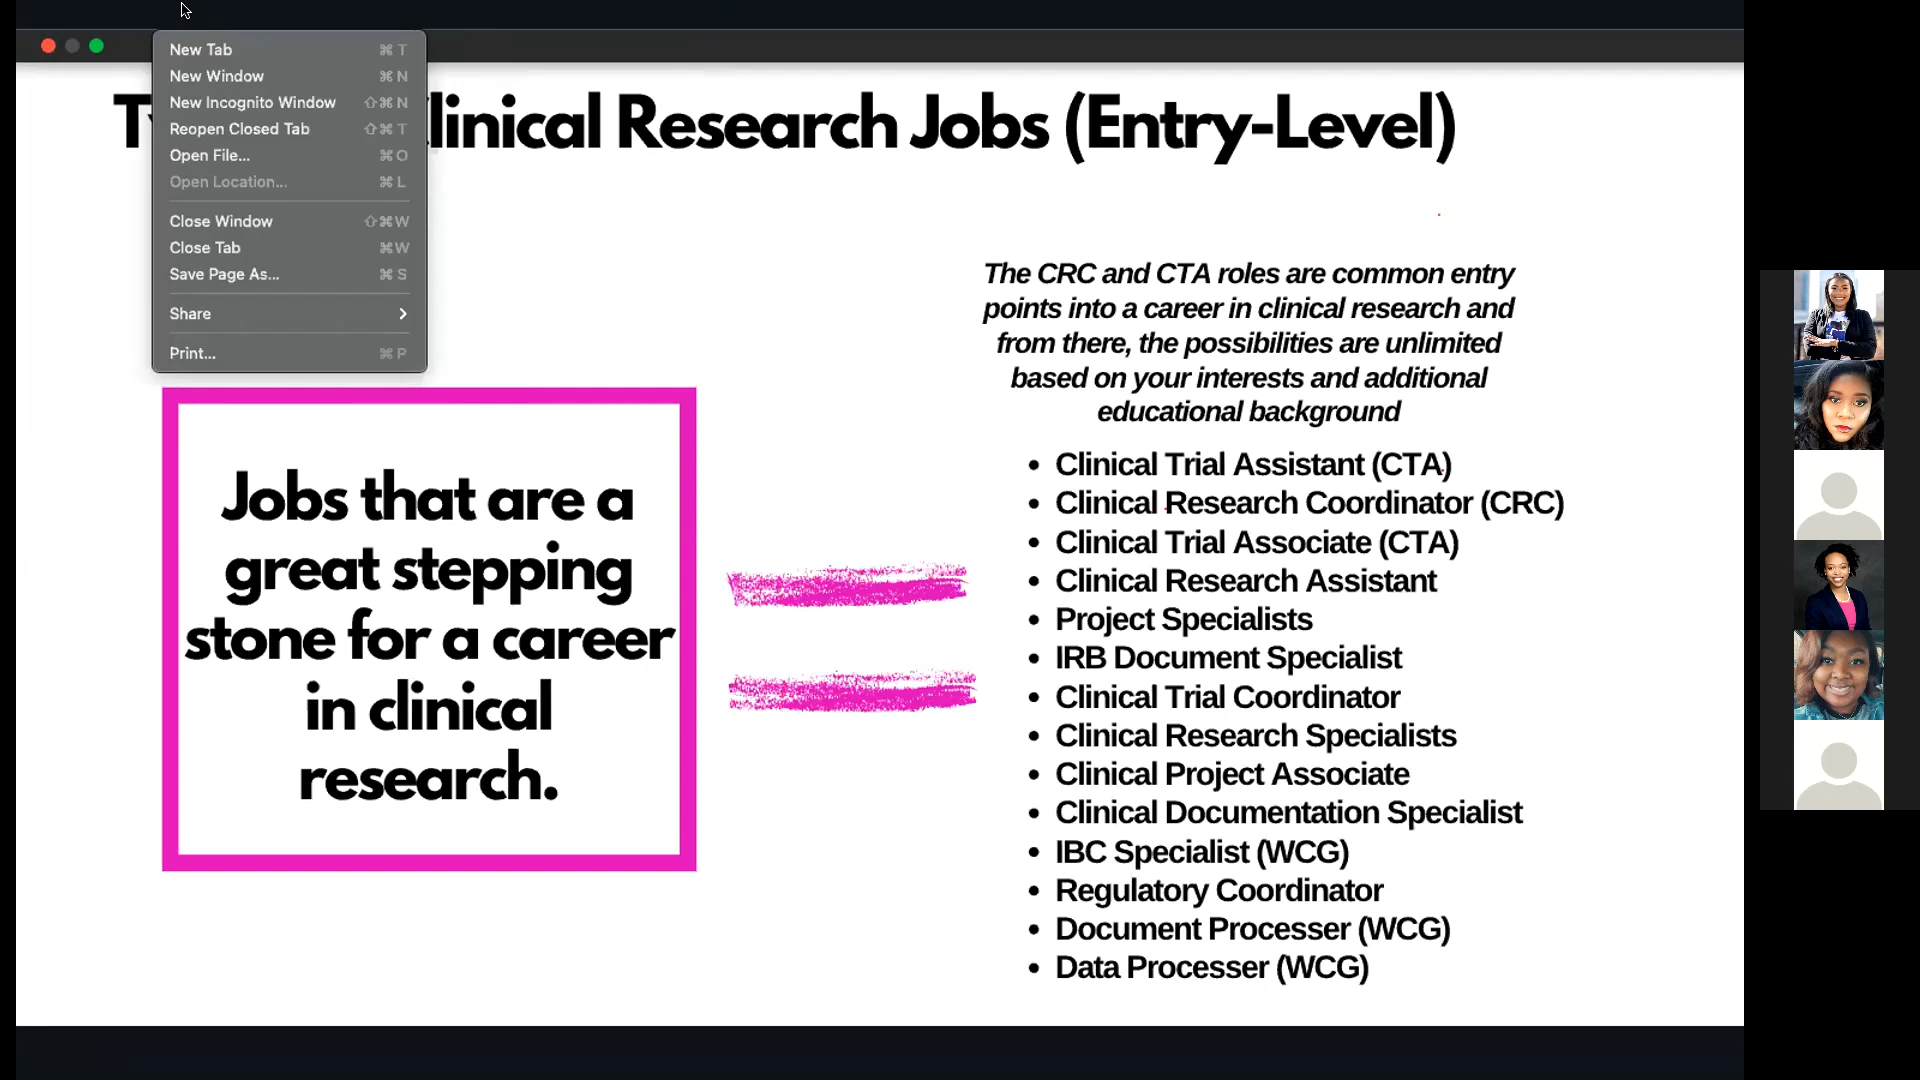 New Tab ⌘ T
New Window ⌘ N
New Incognito Window ⇧⌘ N
Reopen Closed Tab ⇧⌘ T
Open File... ⌘ O
Open Location... ⌘ L
Close Window ⇧⌘ W
Close Tab ⌘ W
Save Page As... ⌘ S
Share
Print... ⌘ P
Research Jobs (Entry-Level)
Jobs that are a
great stepping
stone for a career
in clinical
research.
The CRC and CTA roles are common entry
points into a career in clinical research and
from there, the possibilities are unlimited
based on your interests and additional
educational background
• Clinical Trial Assistant (CTA)
• Clinical Research Coordinator (CRC)
• Clinical Trial Associate (CTA)
• Clinical Research Assistant
• Project Specialists
• IRB Document Specialist
• Clinical Trial Coordinator
• Clinical Research Specialists
• Clinical Project Associate
• Clinical Documentation Specialist
• IBC Specialist (WCG)
• Regulatory Coordinator
• Document Processer (WCG)
• Data Processer (WCG)